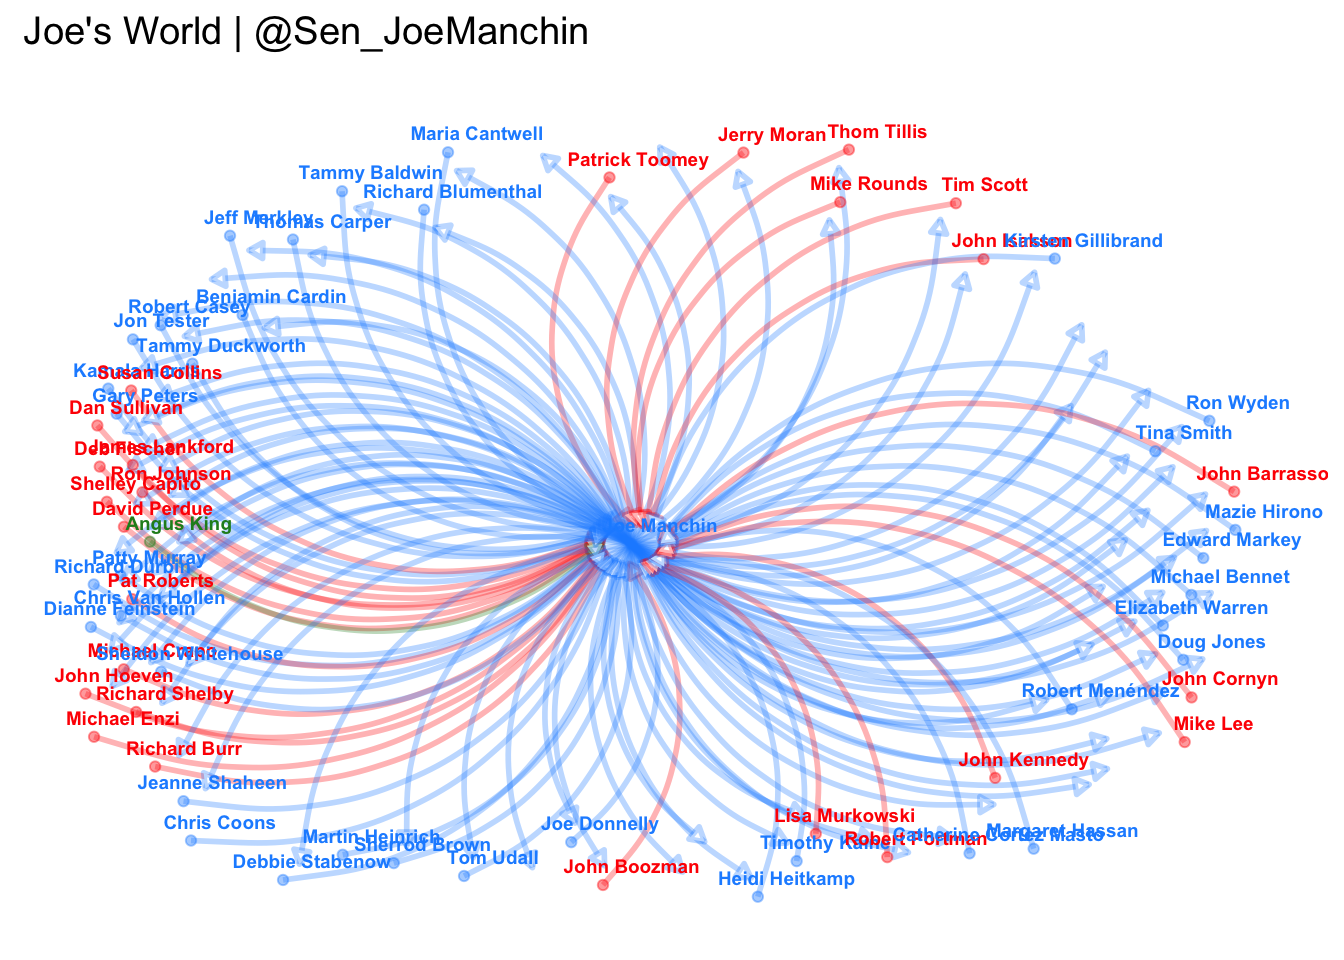 Joe's World | @Sen_JoeManchin
Maria Cantwell
Jerry Moran
Thom Tillis
Patrick Toomey
Tammy Baldwin
Richard Blumenthal
Mike Rounds
Tim Scott
Jeff Merkley
Thomas Carper
John Isakson
Kirsten Gillibrand
Benjamin Cardin
Robert Casey
Jon Tester
Tammy Duckworth
Kamala Harris
Susan Collins
Gary Peters
Dan Sullivan
Ron Wyden
Tina Smith
James Lankford
Deb Fischer
Ron Johnson
Shelley Capito
John Barrasso
David Perdue
Mazie Hirono
Angus King
Joe Manchin
Edward Markey
Patty Murray
Richard Durbin
Pat Roberts
Michael Bennet
Chris Van Hollen
Dianne Feinstein
Elizabeth Warren
Doug Jones
Michael Crapo
Sheldon Whitehouse
John Hoeven
John Cornyn
Richard Shelby
Robert Menéndez
Michael Enzi
Mike Lee
Richard Burr
John Kennedy
Jeanne Shaheen
Lisa Murkowski
Chris Coons
Joe Donnelly
Martin Heinrich
Sherrod Brown
Timothy Kaine
Robert Portman
Catherine Cortez Masto
Margaret Hassan
Debbie Stabenow
Tom Udall
John Boozman
Heidi Heitkamp